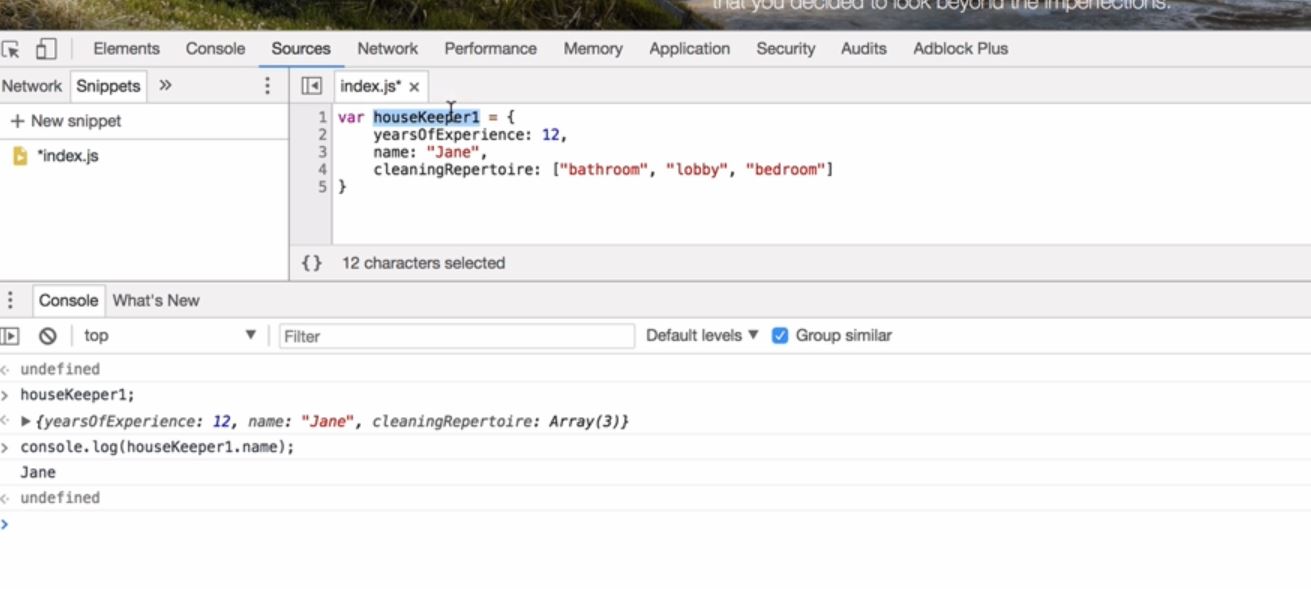 that you decided to look beyond the imperfections.
Elements Console Sources Network Performance Memory Application Security Audits Adblock Plus
Network Snippets »
index.js* ×
+ New snippet
*index.js
1 var houseKeeper1 = {
2 yearsOfExperience: 12,
3 name: "Jane",
4 cleaningRepertoire: ["bathroom", "lobby", "bedroom"]
5 }
{} 12 characters selected
Console What's New
top ▼ Filter Default levels ▼ Group similar
undefined
> houseKeeper1;
▶ {yearsOfExperience: 12, name: "Jane", cleaningRepertoire: Array(3)}
> console.log(houseKeeper1.name);
Jane
undefined
>